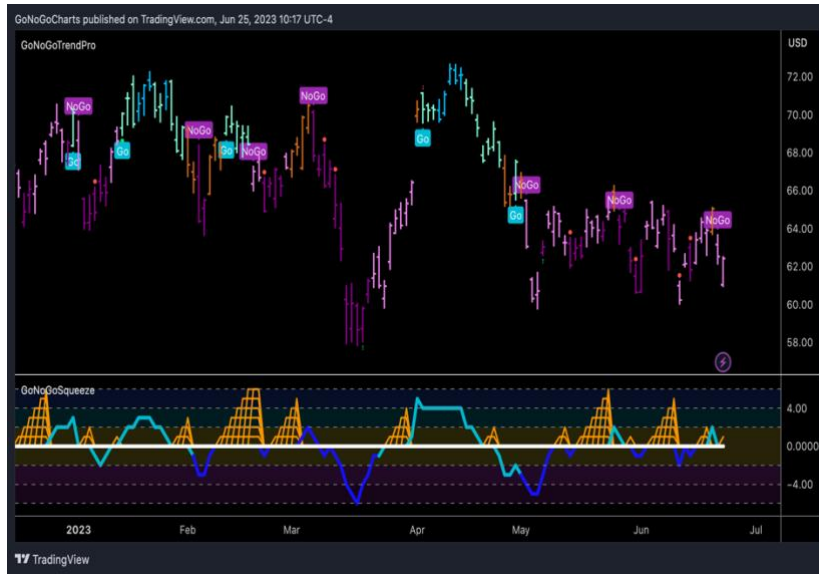 GoNoGoCharts published on TradingView.com, Jun 25, 2023 10:17 UTC-4
GoNoGoTrendPro
USD
72.00
NoGo
NoGo
70.00
NoGo
Go
Go
Go
NoGo
Go
68.00
NoGo
66.00
Go
NoGo
NoGo
64.00
62.00
60.00
58.00
GoNoGoSqueeze
4.00
0.0000
−4.00
2023 Feb Mar Apr May Jun Jul
TradingView